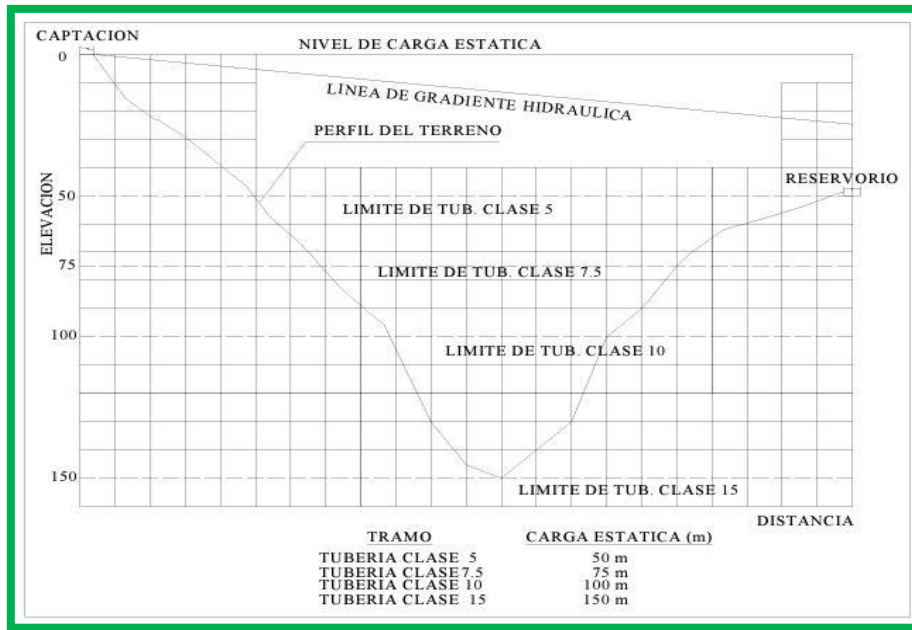 CAPTACION
NIVEL DE CARGA ESTATICA
0
LINEA DE GRADIENTE HIDRAULICA
PERFIL DEL TERRENO
RESERVORIO
ELEVACION
50
LIMITE DE TUB. CLASE 5
75
LIMITE DE TUB. CLASE 7.5
100
LIMITE DE TUB. CLASE 10
150
LIMITE DE TUB. CLASE 15
DISTANCIA
TRAMO CARGA ESTATICA (m)
TUBERIA CLASE 5 50 m
TUBERIA CLASE 7.5 75 m
TUBERIA CLASE 10 100 m
TUBERIA CLASE 15 150 m